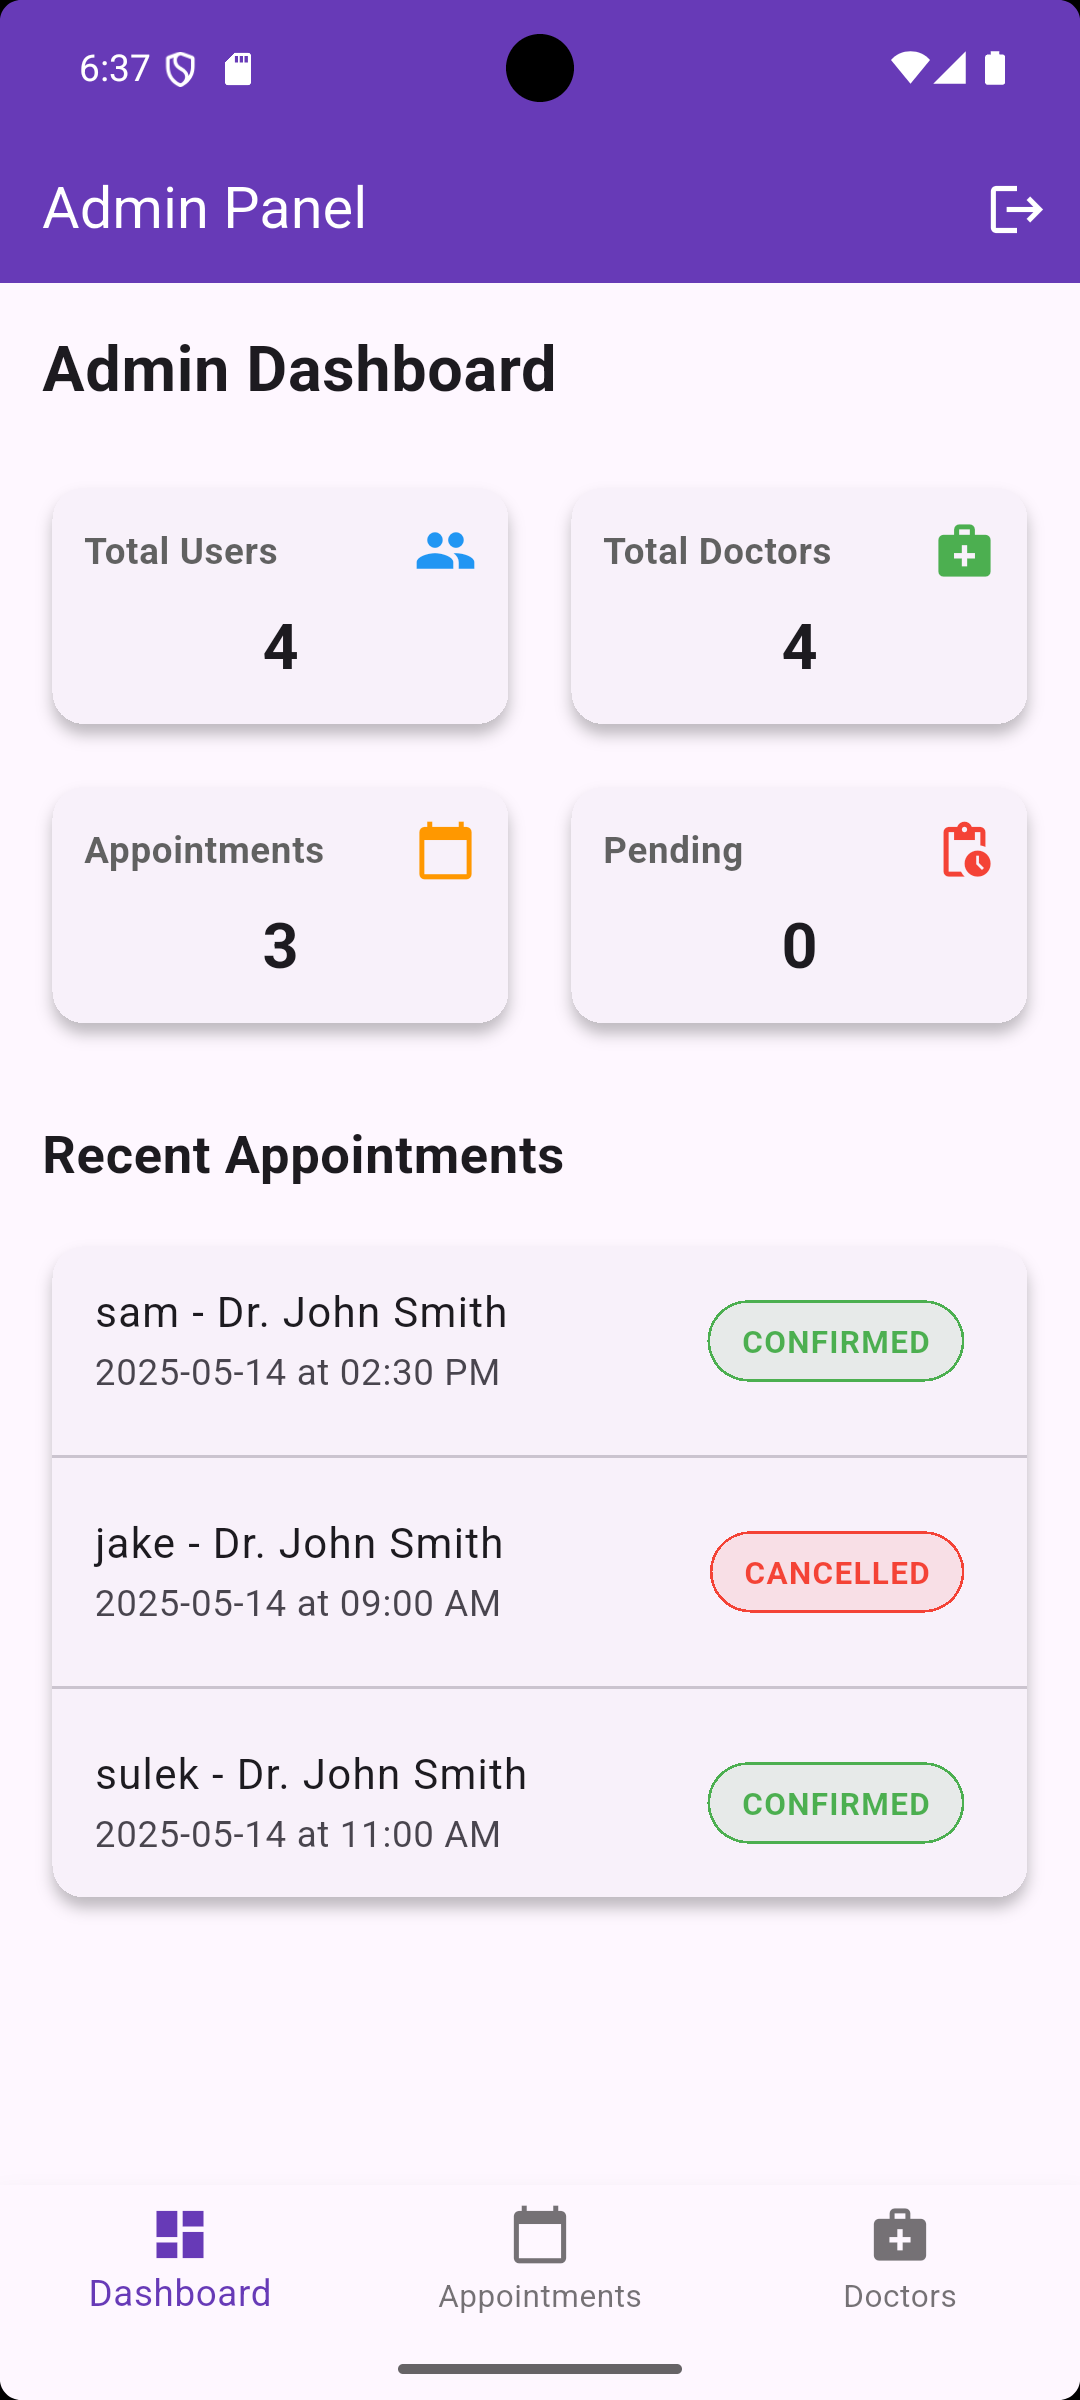 6:37
Admin Panel
Admin Dashboard
Total Users
4
Total Doctors
4
Appointments
3
Pending
0
Recent Appointments
sam - Dr. John Smith
2025-05-14 at 02:30 PM
CONFIRMED
jake - Dr. John Smith
2025-05-14 at 09:00 AM
CANCELLED
sulek - Dr. John Smith
2025-05-14 at 11:00 AM
CONFIRMED
Dashboard
Appointments
Doctors